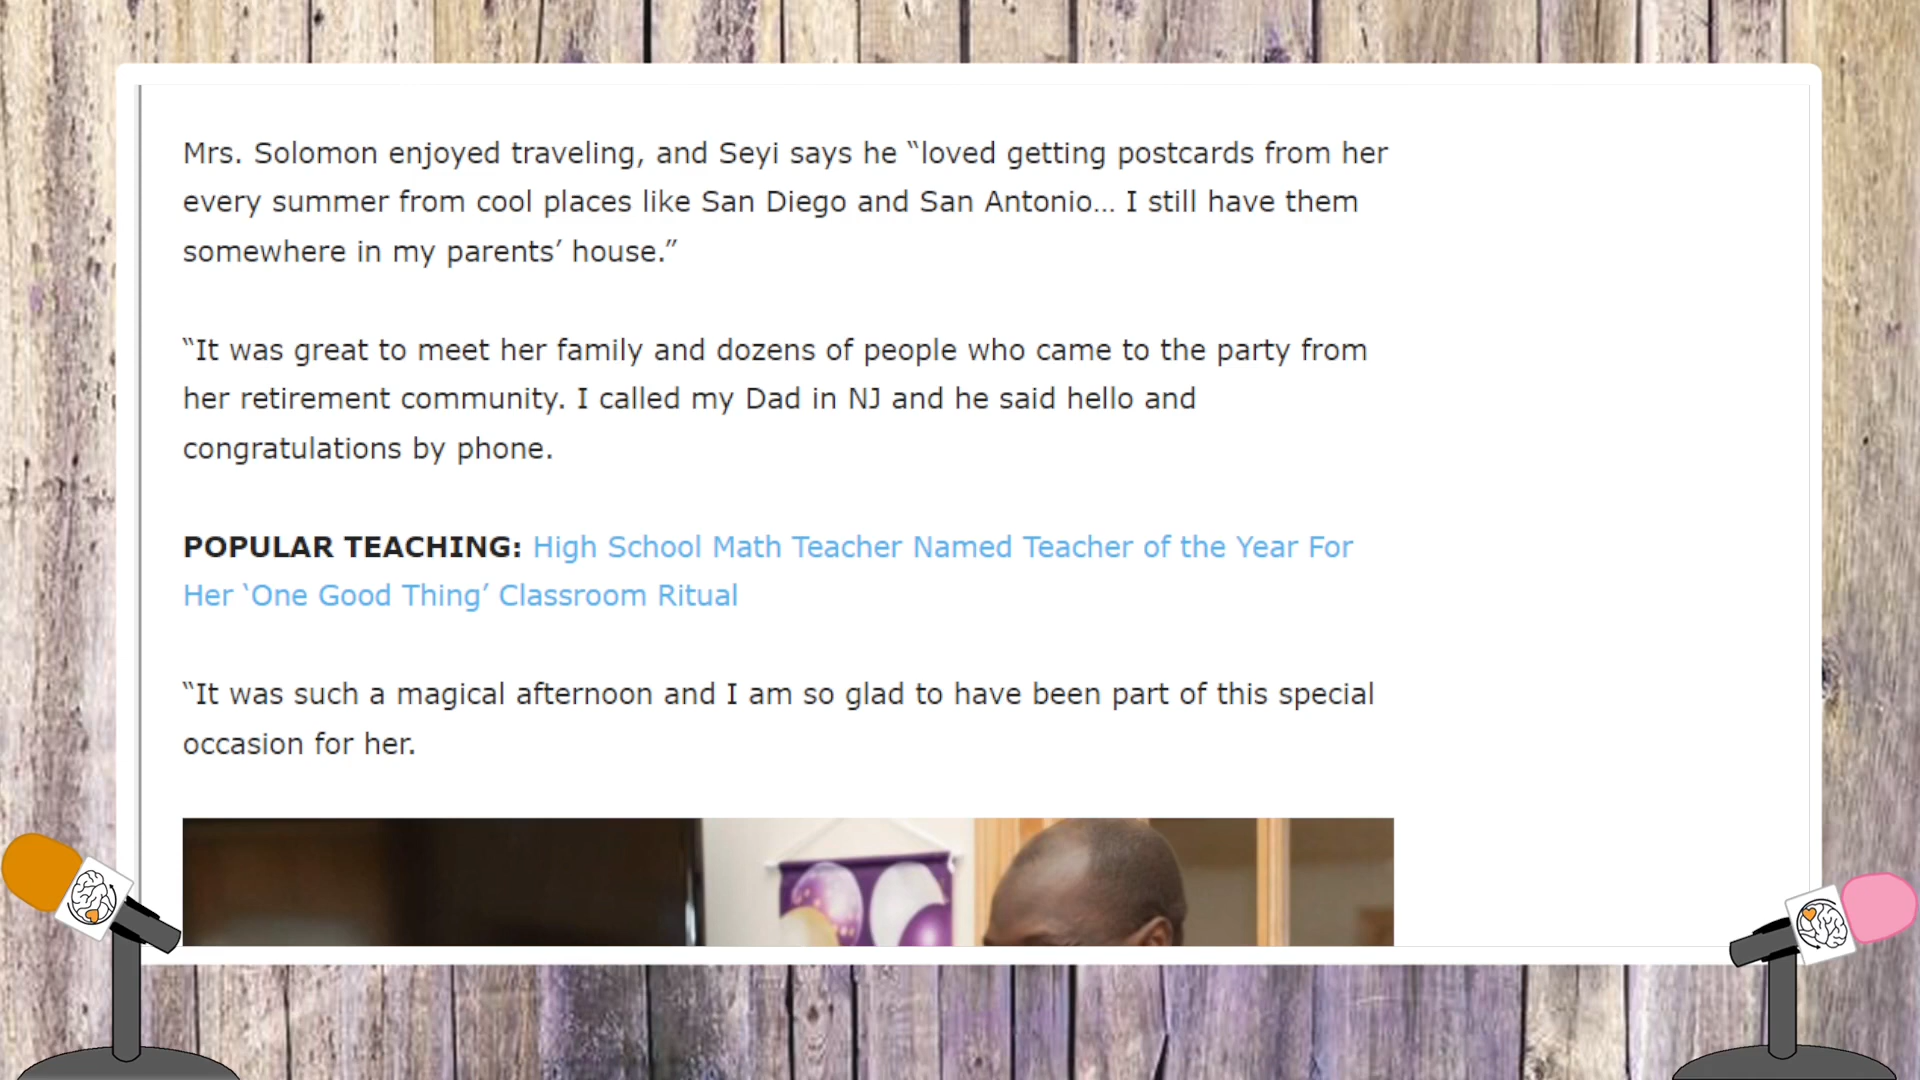 Mrs. Solomon enjoyed traveling, and Seyi says he “loved getting postcards from her
every summer from cool places like San Diego and San Antonio… I still have them
somewhere in my parents’ house.”
“It was great to meet her family and dozens of people who came to the party from
her retirement community. I called my Dad in NJ and he said hello and
congratulations by phone.
POPULAR TEACHING: High School Math Teacher Named Teacher of the Year For
Her ‘One Good Thing’ Classroom Ritual
“It was such a magical afternoon and I am so glad to have been part of this special
occasion for her.